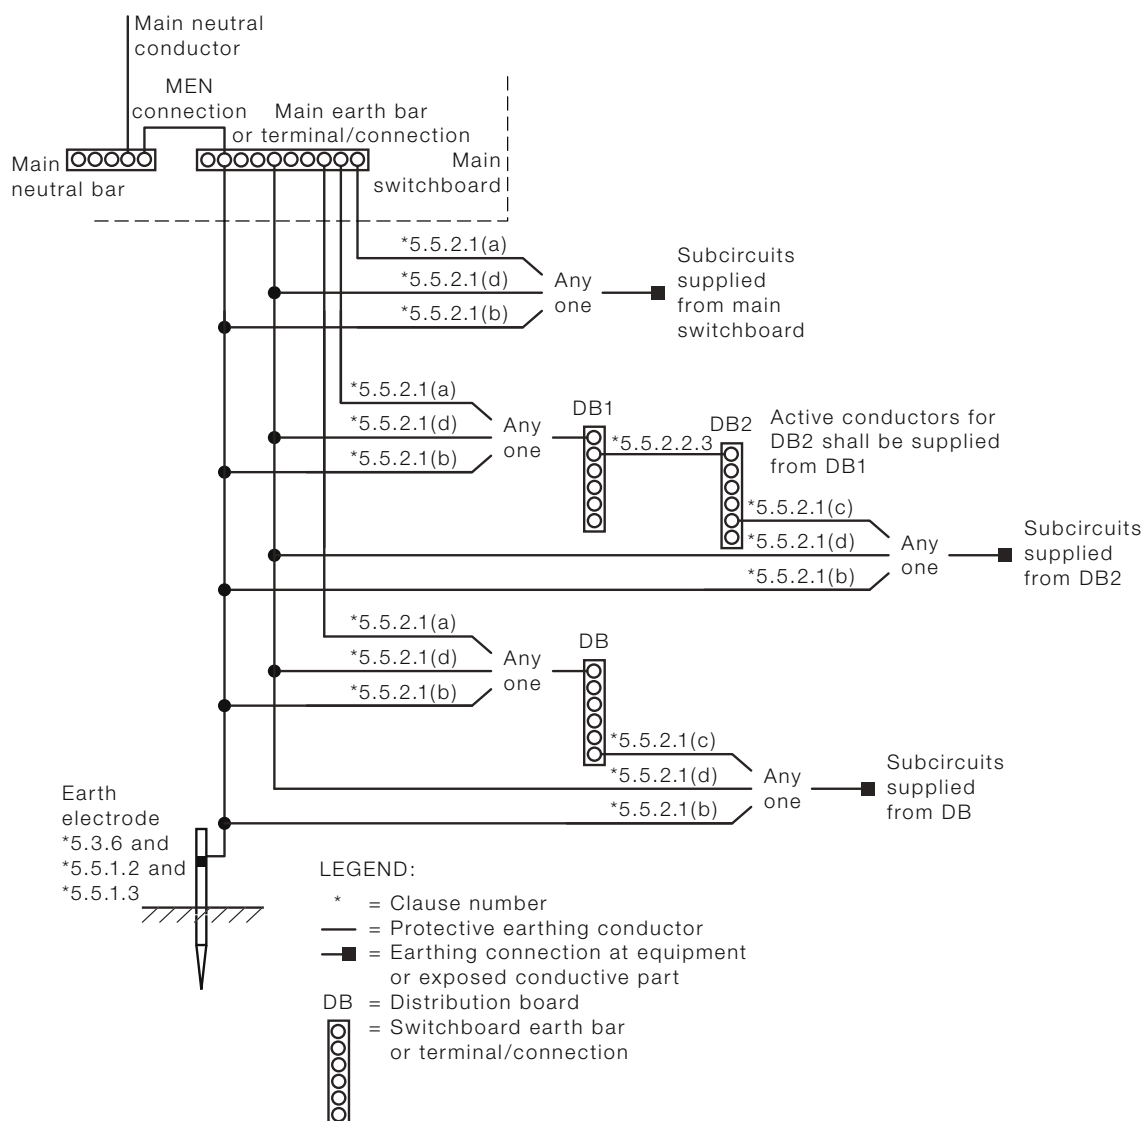 Main neutral
conductor
MEN
connection
Main earth bar
or terminal/connection
Main
neutral bar
Main
switchboard
*5.5.2.1(a)
*5.5.2.1(d)
*5.5.2.1(b)
Any
one
Subcircuits
supplied
from main
switchboard
*5.5.2.1(a)
*5.5.2.1(d)
*5.5.2.1(b)
Any
one
DB1
*5.5.2.2.3
DB2
Active conductors for
DB2 shall be supplied
from DB1
*5.5.2.1(c)
*5.5.2.1(d)
*5.5.2.1(b)
Any
one
Subcircuits
supplied
from DB2
*5.5.2.1(a)
*5.5.2.1(d)
*5.5.2.1(b)
Any
one
DB
*5.5.2.1(c)
*5.5.2.1(d)
*5.5.2.1(b)
Any
one
Subcircuits
supplied
from DB
Earth
electrode
*5.3.6 and
*5.5.1.2 and
*5.5.1.3
LEGEND:
* = Clause number
= Protective earthing conductor
= Earthing connection at equipment
or exposed conductive part
DB = Distribution board
= Switchboard earth bar
or terminal/connection